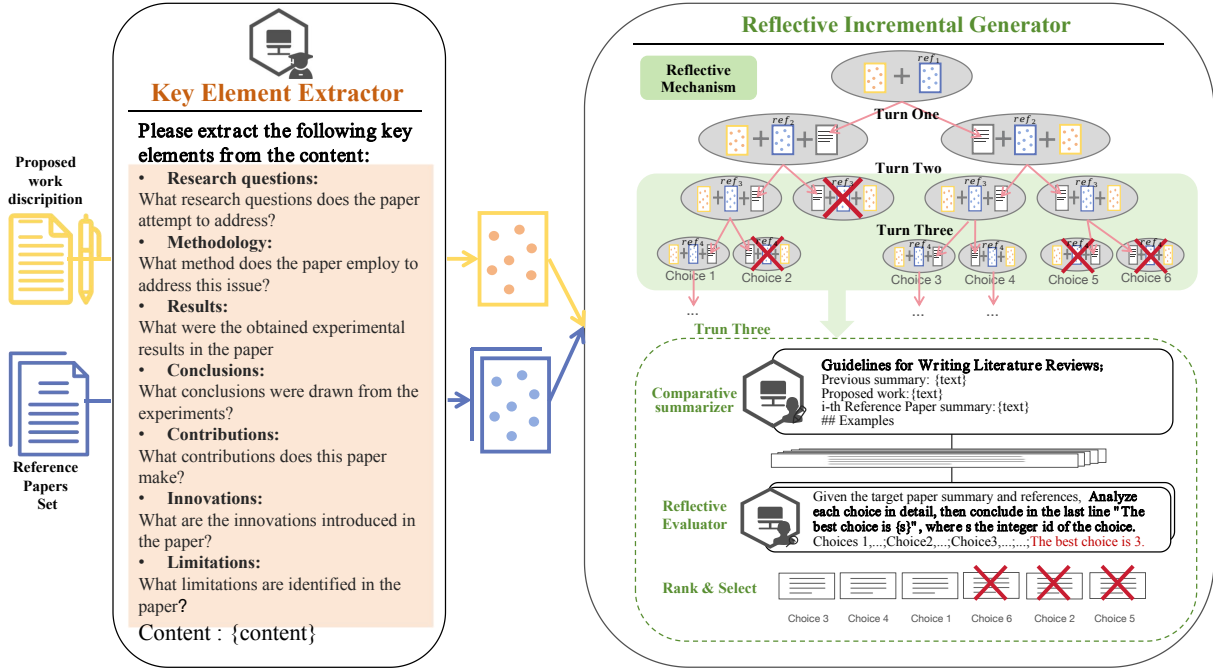 Proposed
work
discripition
Reference
Papers
Set
Key Element Extractor
Please extract the following key
elements from the content:
• Research questions:
What research questions does the paper
attempt to address?
• Methodology:
What method does the paper employ to
address this issue?
• Results:
What were the obtained experimental
results in the paper
• Conclusions:
What conclusions were drawn from the
experiments?
• Contributions:
What contributions does this paper
make?
• Innovations:
What are the innovations introduced in
the paper?
• Limitations:
What limitations are identified in the
paper?
Content : {content}
Reflective Incremental Generator
Reflective
Mechanism
+ ref1
Turn One
+ ref2 +
+ ref2 +
Turn Two
+ ref3 +
+ ref3 +
+ ref3 +
+ ref3 +
Turn Three
+ ref4 +
+ +
+ ref4 +
+ ref4 +
+ +
+ +
Choice 1
Choice 2
Choice 3
Choice 4
Choice 5
Choice 6
...
...
...
Trun Three
Comparative
summarizer
Guidelines for Writing Literature Reviews;
Previous summary: {text}
Proposed work:{text}
i-th Reference Paper summary:{text}
## Examples
Reflective
Evaluator
Given the target paper summary and references, Analyze
each choice in detail, then conclude in the last line "The
best choice is {s}", where s the integer id of the choice.
Choices 1,...;Choice2,...;Choice3,...;...;The best choice is 3.
Rank & Select
Choice 3
Choice 4
Choice 1
Choice 6
Choice 2
Choice 5